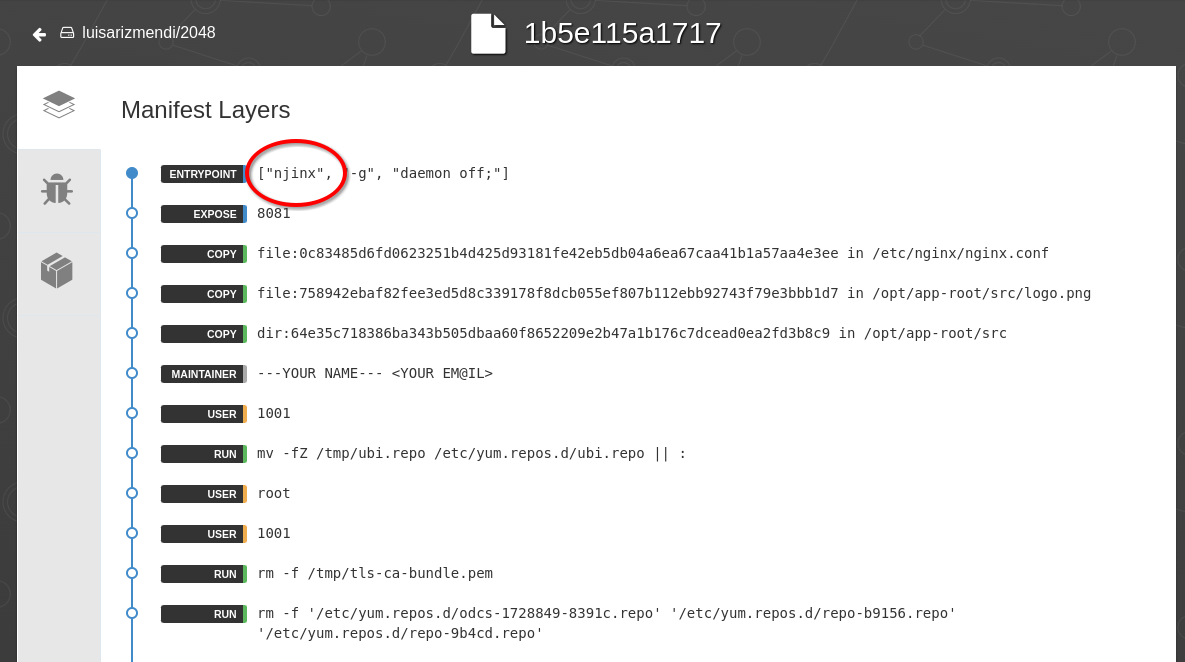 luisarizmendi/2048
1b5e115a1717
Manifest Layers
ENTRYPOINT ["njinx", "-g", "daemon off;"]
EXPOSE 8081
COPY file:0c83485d6fd0623251b4d425d93181fe42eb5db04a6ea67caa41b1a57aa4e3ee in /etc/nginx/nginx.conf
COPY file:758942ebaf82fee3ed5d8c339178f8dcb055ef807b112ebb92743f79e3bbb1d7 in /opt/app-root/src/logo.png
COPY dir:64e35c718386ba343b505dbaa60f8652209e2b47a1b176c7dcead0ea2fd3b8c9 in /opt/app-root/src
MAINTAINER ---YOUR NAME--- <YOUR EM@IL>
USER 1001
RUN mv -fZ /tmp/ubi.repo /etc/yum.repos.d/ubi.repo || :
USER root
USER 1001
RUN rm -f /tmp/tls-ca-bundle.pem
RUN rm -f '/etc/yum.repos.d/odcs-1728849-8391c.repo' '/etc/yum.repos.d/repo-b9156.repo'
'/etc/yum.repos.d/repo-9b4cd.repo'